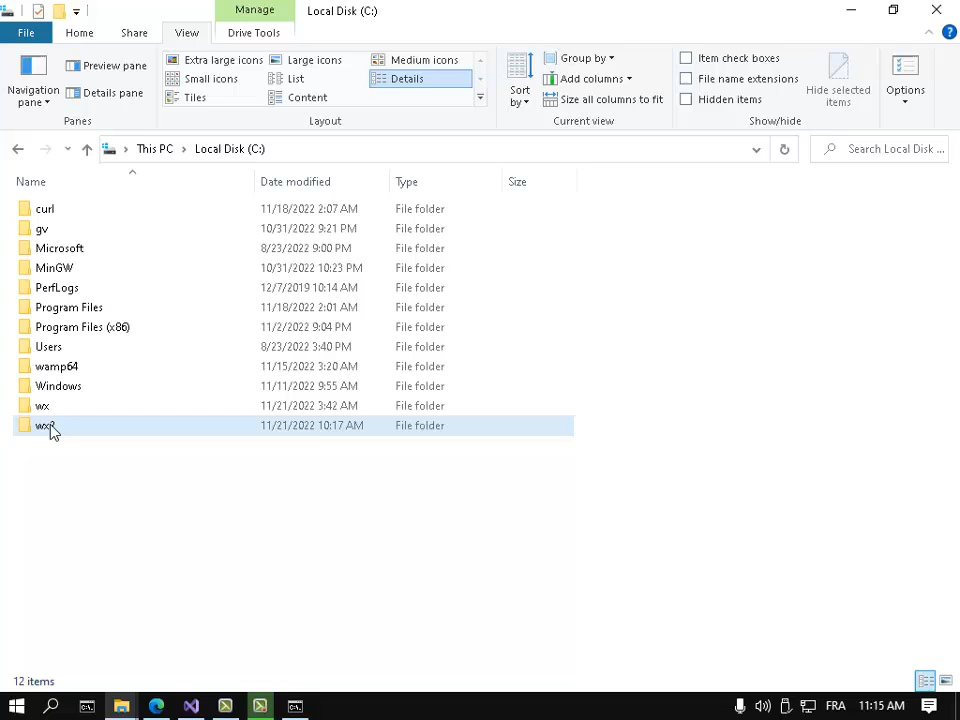 Manage
Local Disk (C:)
File
Home
Share
View
Drive Tools
Navigation pane
Preview pane
Details pane
Panes
Extra large icons
Large icons
Medium icons
Small icons
List
Details
Tiles
Content
Layout
Sort by
Group by
Add columns
Size all columns to fit
Current view
Item check boxes
File name extensions
Hidden items
Hide selected items
Show/hide
Options
This PC
Local Disk (C:)
Search Local Disk ...
Name Date modified Type Size
curl 11/18/2022 2:07 AM File folder
gv 10/31/2022 9:21 PM File folder
Microsoft 8/23/2022 9:00 PM File folder
MinGW 10/31/2022 10:23 PM File folder
PerfLogs 12/7/2019 10:14 AM File folder
Program Files 11/18/2022 2:01 AM File folder
Program Files (x86) 11/2/2022 9:04 PM File folder
Users 8/23/2022 3:40 PM File folder
wamp64 11/15/2022 3:20 AM File folder
Windows 11/11/2022 9:55 AM File folder
wx 11/21/2022 3:42 AM File folder
11/21/2022 10:17 AM File folder
12 items
FRA
11:15 AM